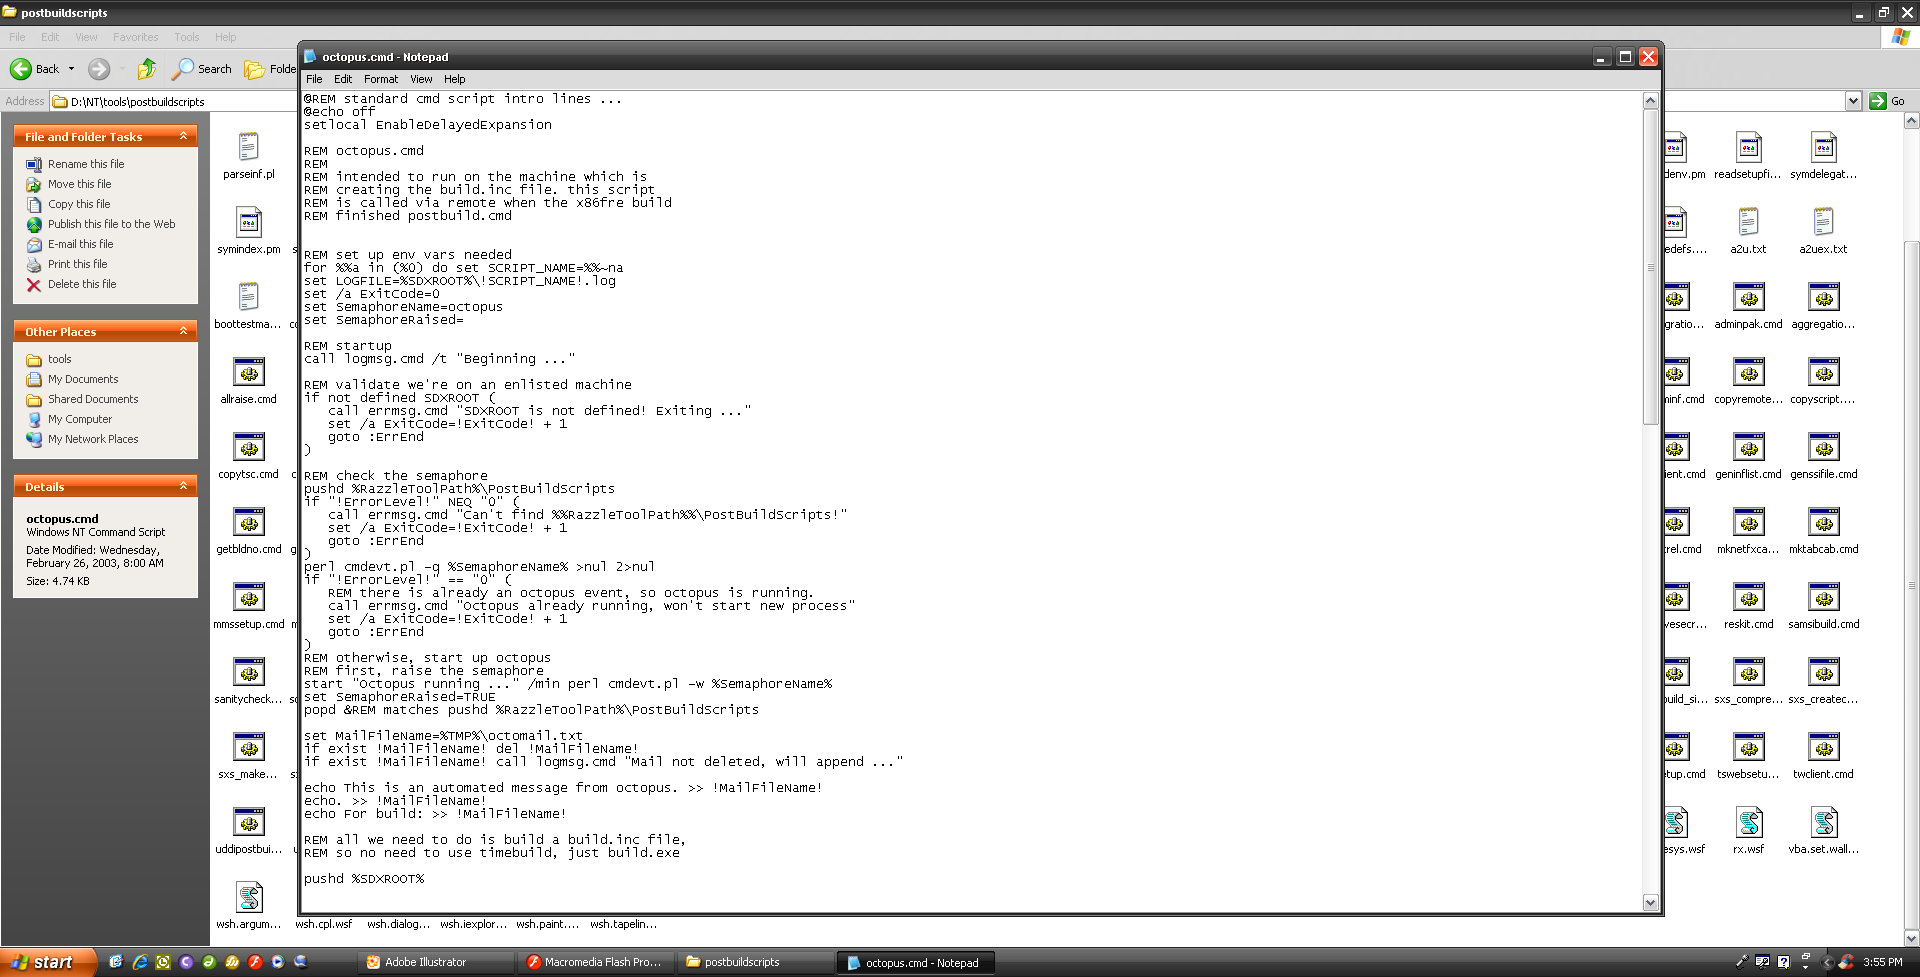 postbuildscripts
File Edit View Favorites Tools Help
Back Search Folde
Address D:\NT\tools\postbuildscripts Go
File and Folder Tasks
Rename this file
Move this file
Copy this file
Publish this file to the Web
E-mail this file
Print this file
Delete this file
Other Places
tools
My Documents
Shared Documents
My Computer
My Network Places
Details
octopus.cmd
Windows NT Command Script
Date Modified: Wednesday,
February 26, 2003, 8:00 AM
Size: 4.74 KB
parseinf.pl
symindex.pm
boottestma...
allraise.cmd
copytsc.cmd
getbldno.cmd
mmssetup.cmd
sanitycheck...
sxs_make...
uddipostbui...
wsh.argum... wsh.cpl.wsf wsh.dialog... wsh.iexplor... wsh.paint.... wsh.tapelin...
octopus.cmd - Notepad
File Edit Format View Help
@REM standard cmd script intro lines ...
@echo off
setlocal EnableDelayedExpansion
REM octopus.cmd
REM
REM intended to run on the machine which is
REM creating the build.inc file. this script
REM is called via remote when the x86fre build
REM finished postbuild.cmd
REM set up env vars needed
for %%a in (%0) do set SCRIPT_NAME=%%~na
set LOGFILE=%SDXROOT%\!SCRIPT_NAME!.log
set /a ExitCode=0
set SemaphoreName=octopus
set SemaphoreRaised=
REM startup
call logmsg.cmd /t "Beginning ..."
REM validate we're on an enlisted machine
if not defined SDXROOT (
call errmsg.cmd "SDXROOT is not defined! Exiting ..."
set /a ExitCode=!ExitCode! + 1
goto :ErrEnd
)
REM check the semaphore
pushd %RazzleToolPath%\PostBuildScripts
if "!ErrorLevel!" NEQ "0" (
call errmsg.cmd "Can't find %%RazzleToolPath%%\PostBuildScripts!"
set /a ExitCode=!ExitCode! + 1
goto :ErrEnd
)
perl cmdevt.pl -q %SemaphoreName% >nul 2>nul
if "!ErrorLevel!" == "0" (
REM there is already an octopus event, so octopus is running.
call errmsg.cmd "Octopus already running, won't start new process"
set /a ExitCode=!ExitCode! + 1
goto :ErrEnd
)
REM otherwise, start up octopus
REM first, raise the semaphore
start "Octopus running ..." /min perl cmdevt.pl -w %SemaphoreName%
set SemaphoreRaised=TRUE
popd &REM matches pushd %RazzleToolPath%\PostBuildScripts
set MailFileName=%TMP%\octomail.txt
if exist !MailFileName! del !MailFileName!
if exist !MailFileName! call logmsg.cmd "Mail not deleted, will append ..."
echo This is an automated message from octopus. >> !MailFileName!
echo. >> !MailFileName!
echo For build: >> !MailFileName!
REM all we need to do is build a build.inc file,
REM so no need to use timebuild, just build.exe
pushd %SDXROOT%
denv.pm readsetupfi... symdelegat...
edefs.... a2u.txt a2uex.txt
gratio... adminpak.cmd aggregatio...
minf.cmd copyremote... copyscript....
ient.cmd geninflist.cmd genssifile.cmd
rel.cmd mknetfxca... mktabcab.cmd
vesecr... reskit.cmd samsibuild.cmd
uild_si... sxs_compre... sxs_createc...
etup.cmd tswebsetu... twclient.cmd
esys.wsf rx.wsf vba.set.wall...
start Adobe Illustrator Macromedia Flash Pro... postbuildscripts octopus.cmd - Notepad 3:55 PM